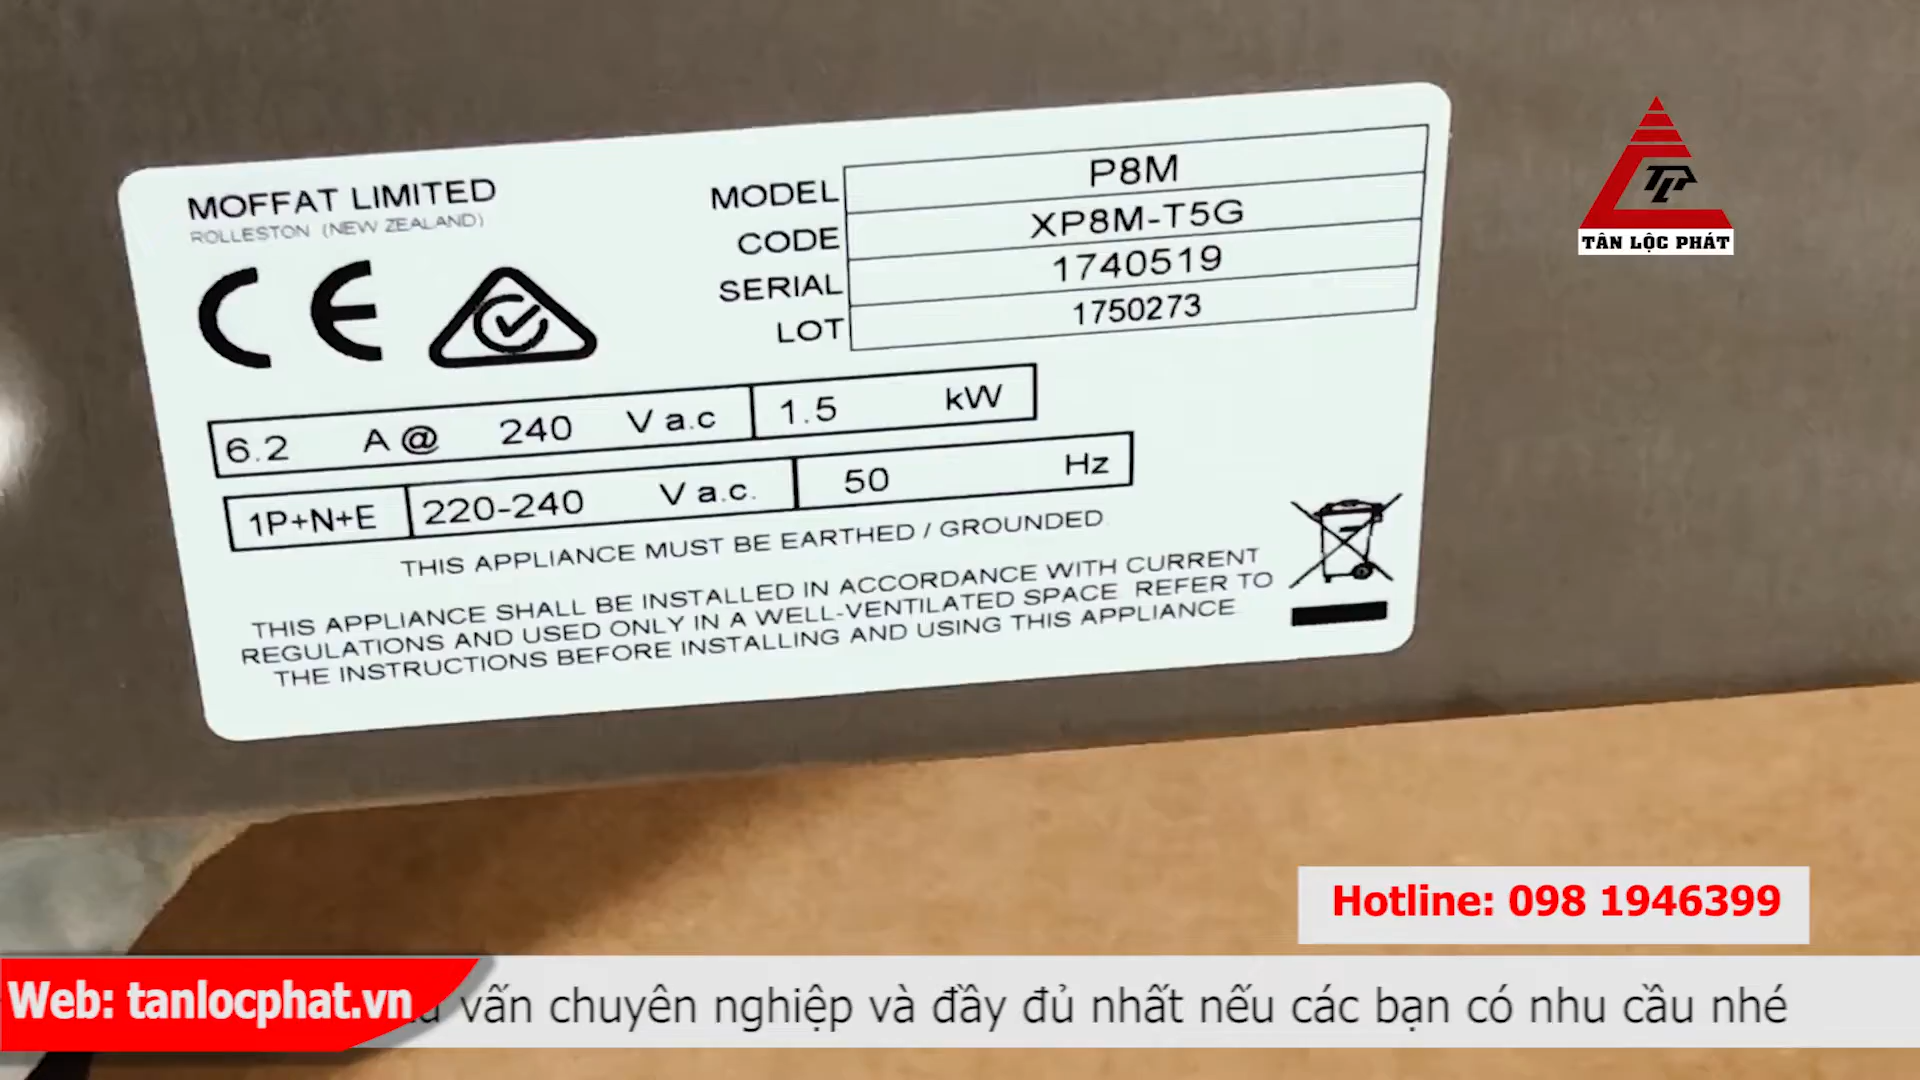 MOFFAT LIMITED
ROLLESTON (NEW ZEALAND)
MODEL P8M
CODE XP8M-T5G
SERIAL 1740519
LOT 1750273
CE
6.2 A @ 240 V a.c 1.5 kW
1P+N+E 220-240 V a.c. 50 Hz
THIS APPLIANCE MUST BE EARTHED / GROUNDED
THIS APPLIANCE SHALL BE INSTALLED IN ACCORDANCE WITH CURRENT
REGULATIONS AND USED ONLY IN A WELL-VENTILATED SPACE. REFER TO
THE INSTRUCTIONS BEFORE INSTALLING AND USING THIS APPLIANCE.
TLP
TÂN LỘC PHÁT
Hotline: 098 1946399
Web: tanlocphat.vn
vấn chuyên nghiệp và đầy đủ nhất nếu các bạn có nhu cầu nhé